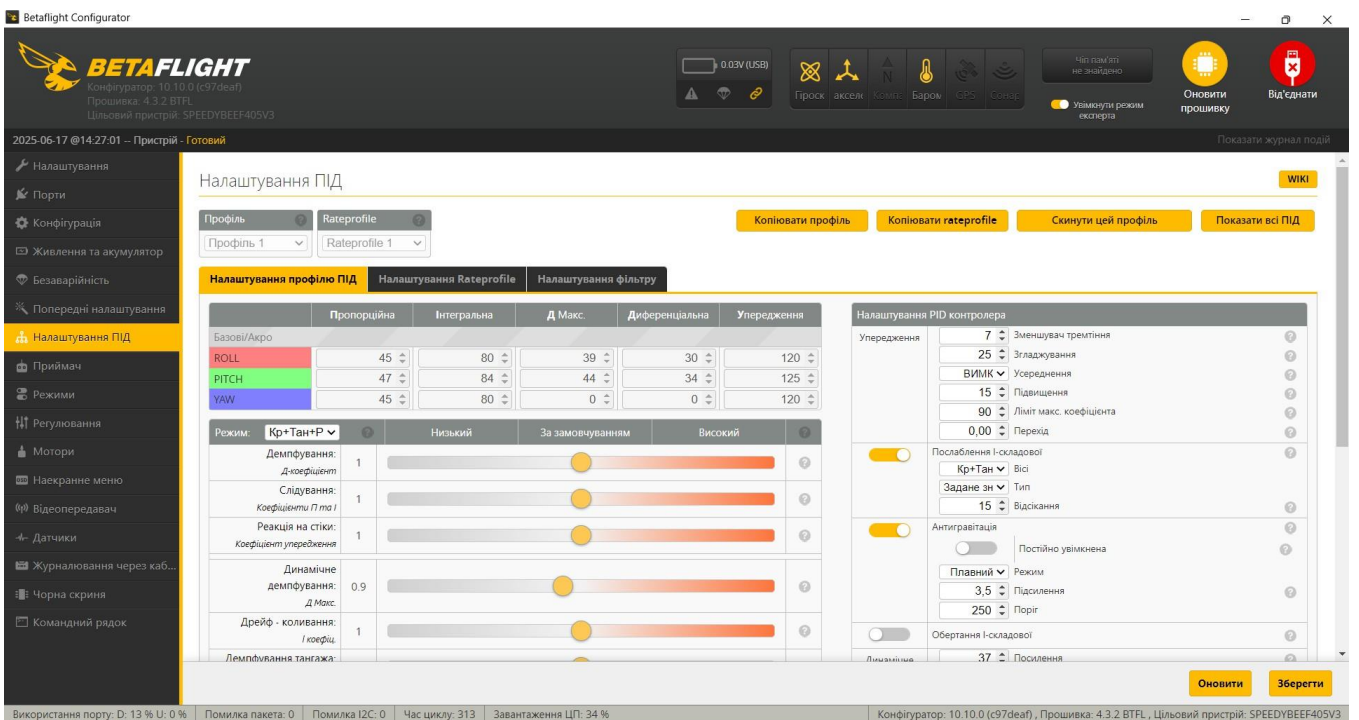 Betaflight Configurator
BETAFLIGHT
Конфігуратор: 10.10.0 (c97deaf)
Прошивка: 4.3.2 BTFL
Цільовий пристрій: SPEEDYBEEF405V3
0.03V (USB)
Гіроск
акселе
Компа
Баром
GPS
Сонар
Чіп пам'яті
не знайдено
Увімкнути режим
експерта
Оновити
прошивку
Від'єднати
2025-06-17 @14:27:01 -- Пристрій - Готовий
Показати журнал подій
Налаштування
Порти
Конфігурація
Живлення та акумулятор
Безаварійність
Попередні налаштування
Налаштування ПІД
Приймач
Режими
Регулювання
Мотори
Наекранне меню
Відеопередавач
Датчики
Журналювання через каб...
Чорна скриня
Командний рядок
Налаштування ПІД
WIKI
Профіль
Профіль 1
Rateprofile
Rateprofile 1
Копіювати профіль
Копіювати rateprofile
Скинути цей профіль
Показати всі ПІД
Налаштування профілю ПІД
Налаштування Rateprofile
Налаштування фільтру
Пропорційна Інтегральна Д Макс. Диференціальна Упередження
Базові/Акро
ROLL 45 80 39 30 120
PITCH 47 84 44 34 125
YAW 45 80 0 0 120
Режим: Кр+Тан+Р Низький За замовчуванням Високий
Демпфування:
Д-коефіцієнт
1
Слідування:
Коефіцієнти П та І
1
Реакція на стіки:
Коефіцієнт упередження
1
Динамічне
демпфування:
Д Макс.
0.9
Дрейф - коливання:
І коефіц.
1
Демпфування тангажа:
Налаштування PID контролера
Упередження
7 Зменшувач тремтіння
25 Згладжування
ВИМК Усереднення
15 Підвищення
90 Ліміт макс. коефіцієнта
0,00 Перехід
Послаблення І-складової
Кр+Тан Вісі
Задане зн Тип
15 Відсікання
Антигравітація
Постійно увімкнена
Плавний Режим
3,5 Підсилення
250 Поріг
Обертання І-складової
Динамічне
37 Посилення
Оновити
Зберегти
Використання порту: D: 13 % U: 0 %
Помилка пакета: 0
Помилка I2C: 0
Час циклу: 313
Завантаження ЦП: 34 %
Конфігуратор: 10.10.0 (c97deaf) , Прошивка: 4.3.2 BTFL , Цільовий пристрій: SPEEDYBEEF405V3